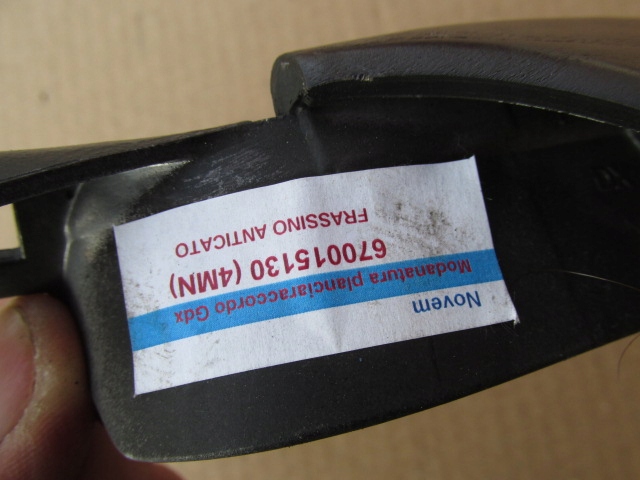 Novem
Modanatura planciaraccordo Gdx
670015130 (4MN)
FRASSINO ANTICATO